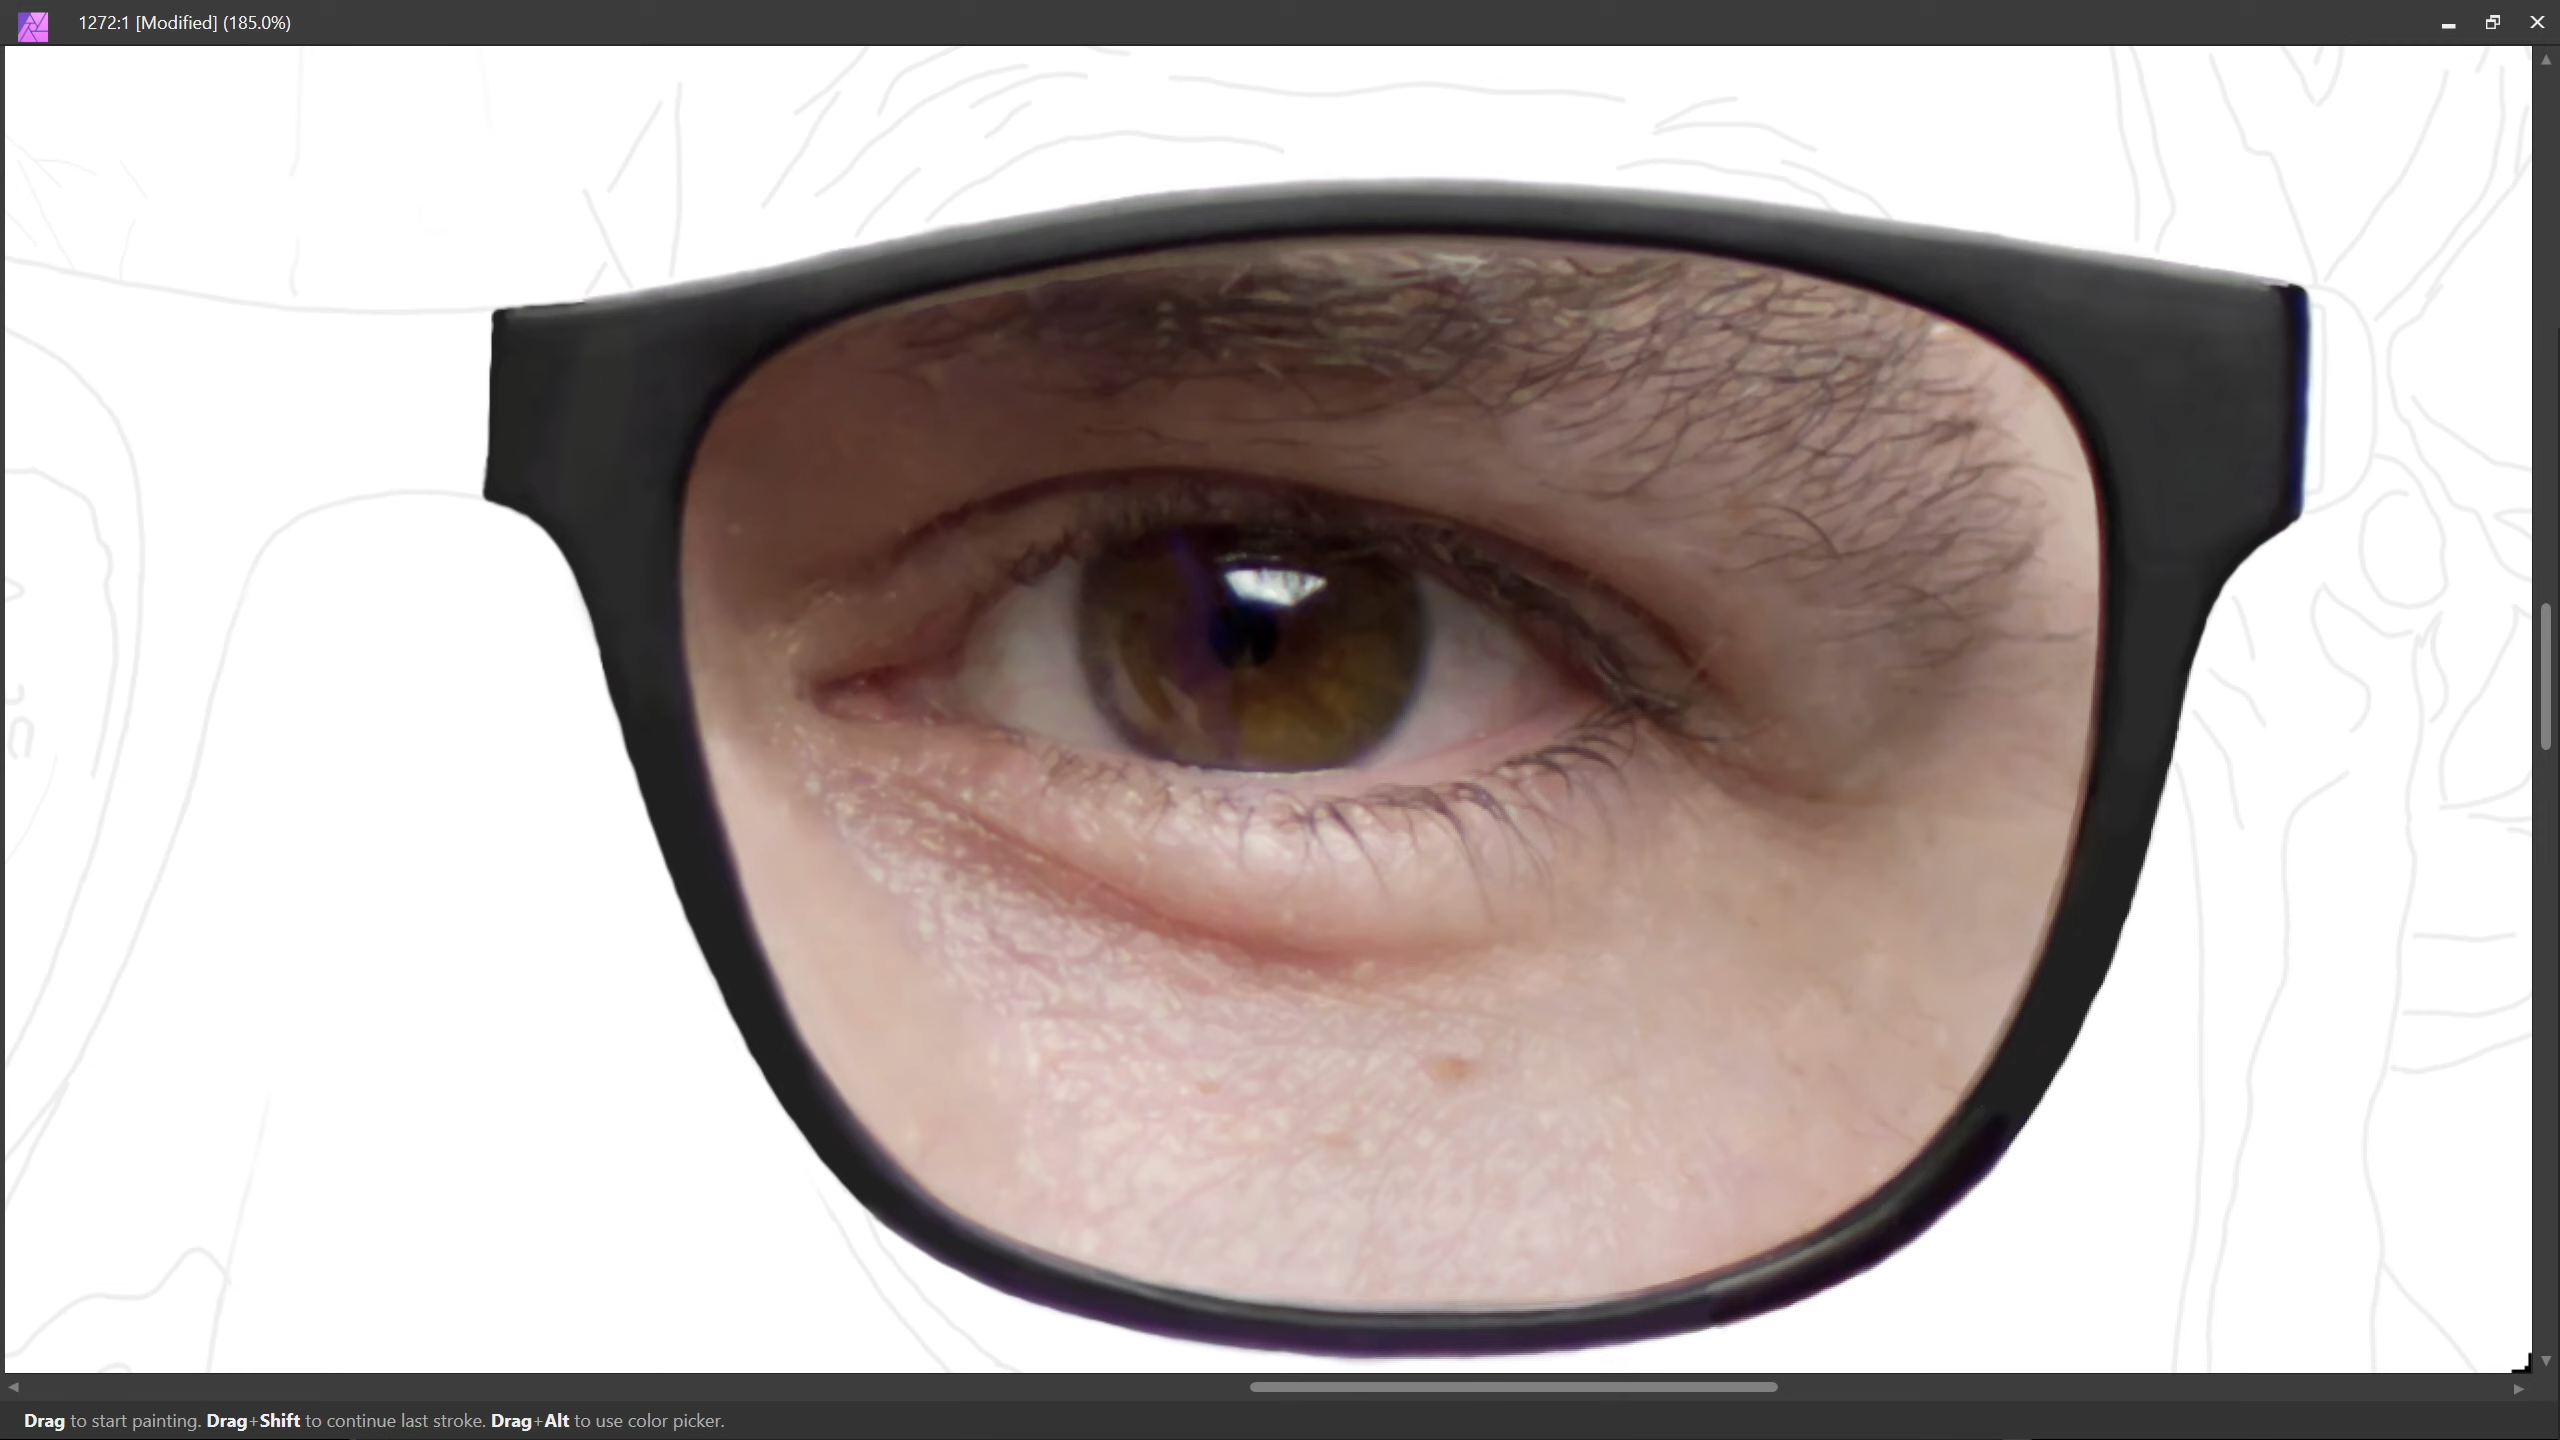 1272:1 [Modified] (185.0%)
Drag to start painting. Drag+Shift to continue last stroke. Drag+Alt to use color picker.